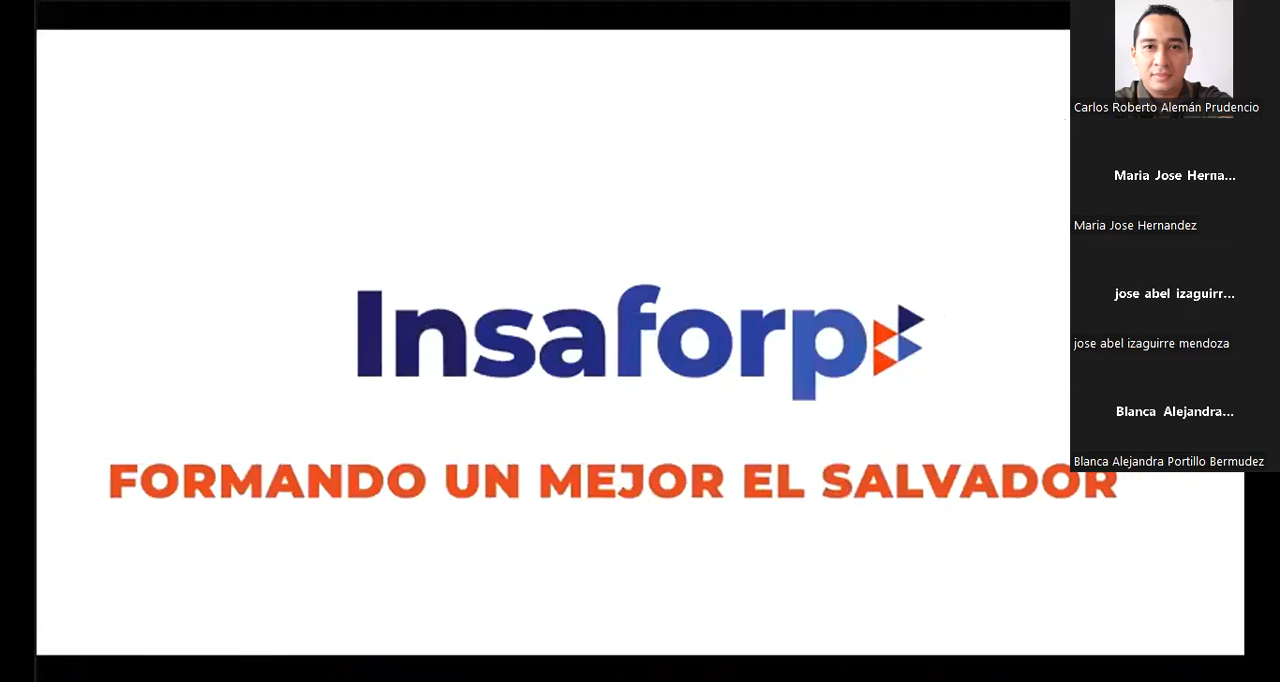 Insaforp
FORMANDO UN MEJOR EL SALVADOR
Carlos Roberto Alemán Prudencio
Maria Jose Herna...
Maria Jose Hernandez
jose abel izaguirr...
jose abel izaguirre mendoza
Blanca Alejandra...
Blanca Alejandra Portillo Bermudez